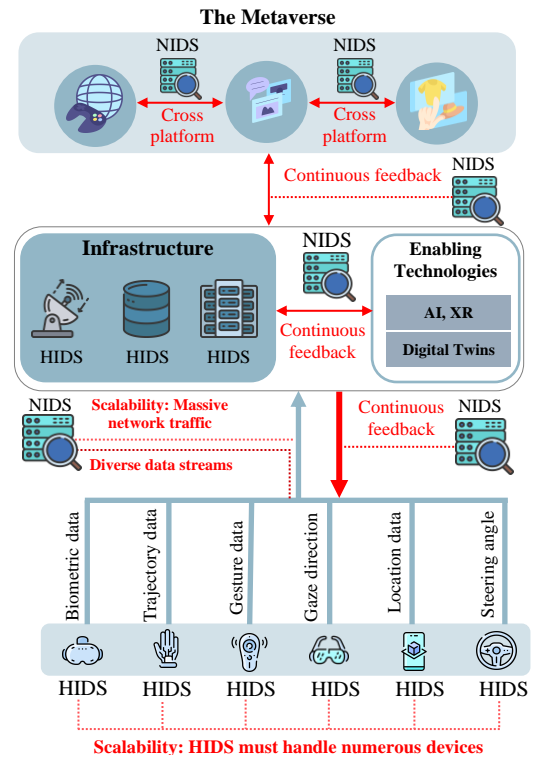 The Metaverse
NIDS
NIDS
Cross
platform
Cross
platform
Continuous feedback
NIDS
Infrastructure
HIDS
HIDS
HIDS
NIDS
Continuous
feedback
Enabling
Technologies
AI, XR
Digital Twins
NIDS
Scalability: Massive
network traffic
Diverse data streams
Continuous
feedback
NIDS
Biometric data
Trajectory data
Gesture data
Gaze direction
Location data
Steering angle
HIDS
HIDS
HIDS
HIDS
HIDS
HIDS
Scalability: HIDS must handle numerous devices